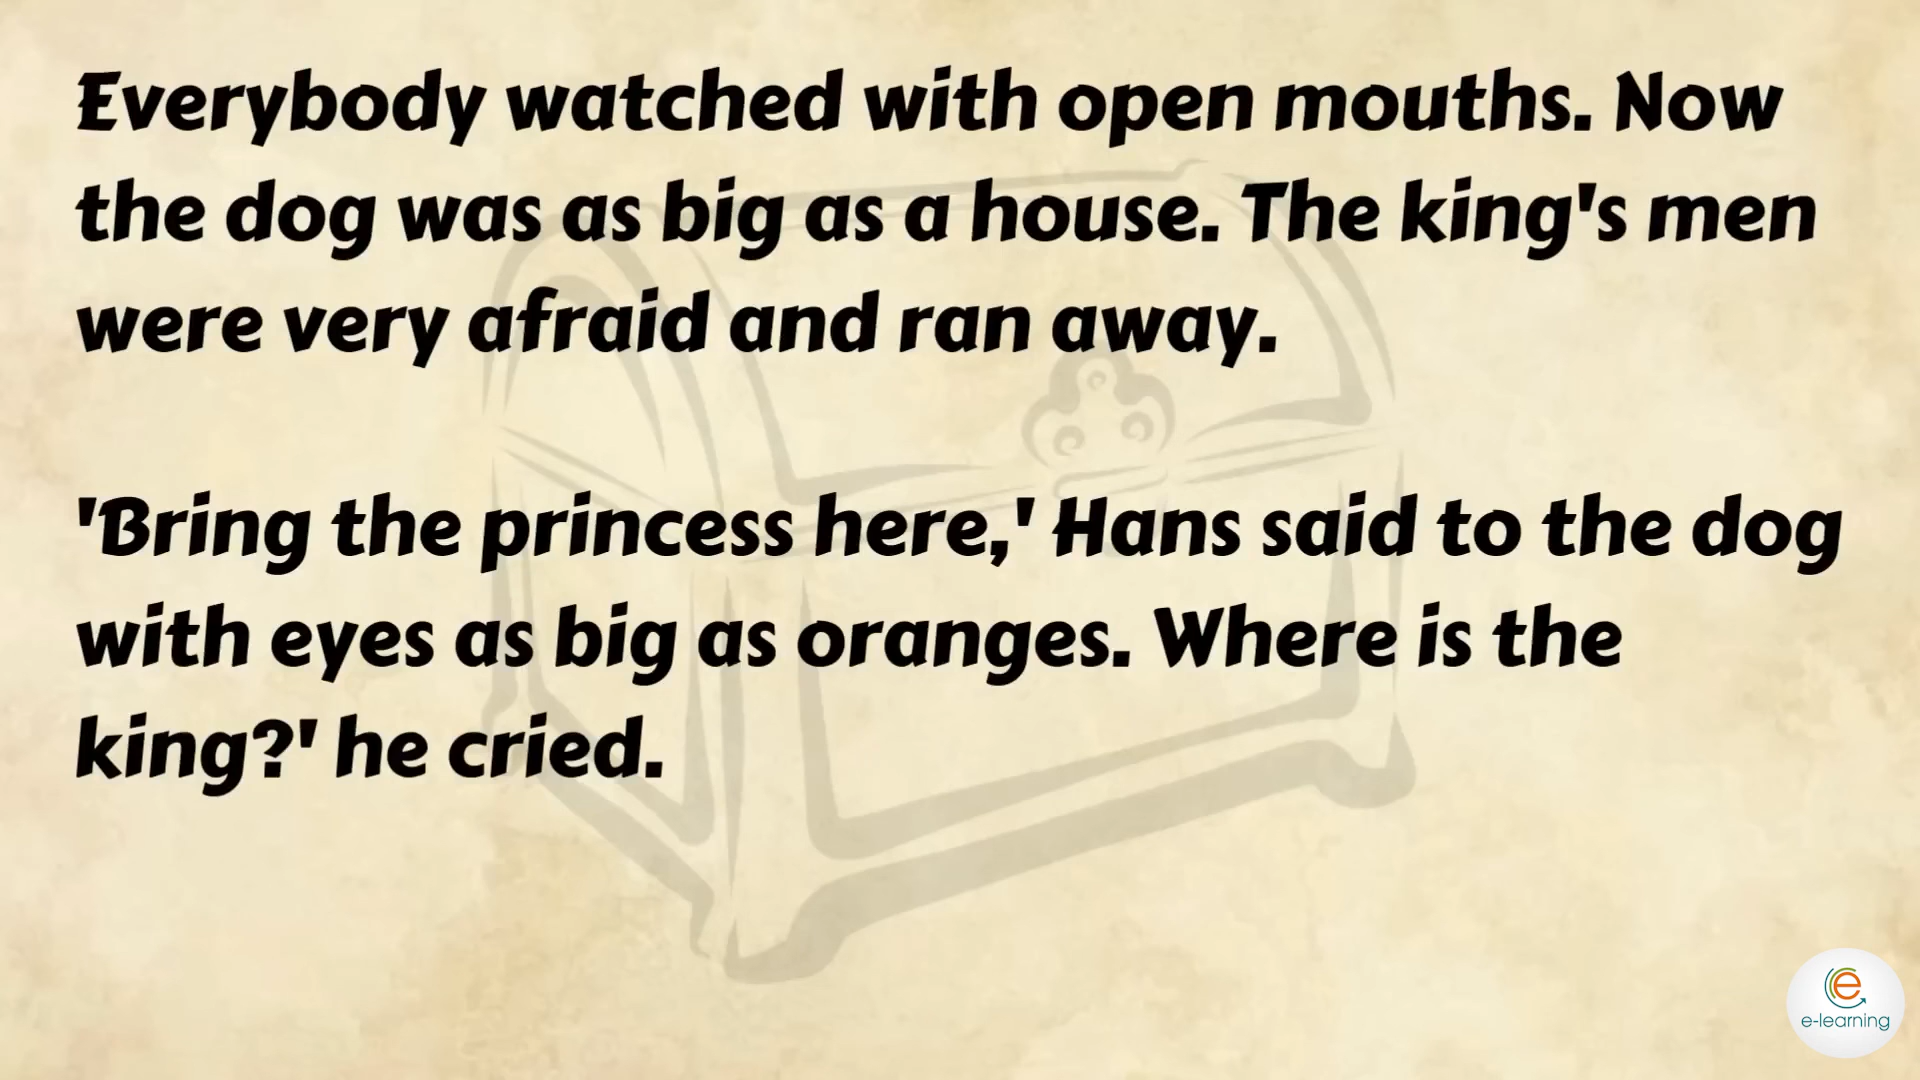 Everybody watched with open mouths. Now
the dog was as big as a house. The king's men
were very afraid and ran away.
'Bring the princess here,' Hans said to the dog
with eyes as big as oranges. Where is the
king?' he cried.
e
e-learning